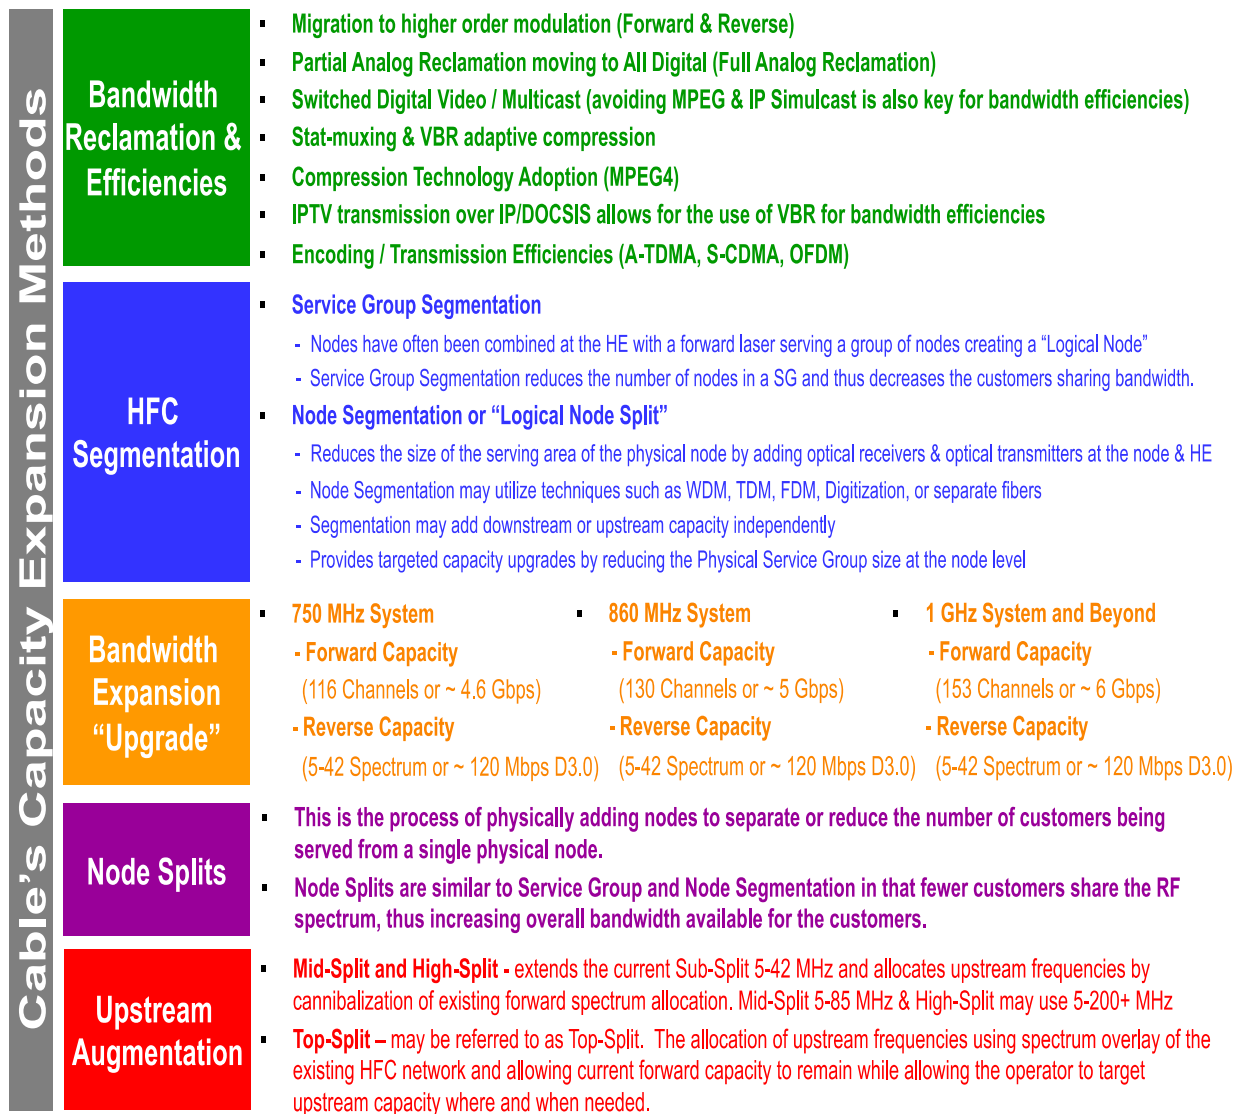 Cable's Capacity Expansion Methods
Bandwidth
Reclamation &
Efficiencies
▪ Migration to higher order modulation (Forward & Reverse)
▪ Partial Analog Reclamation moving to All Digital (Full Analog Reclamation)
▪ Switched Digital Video / Multicast (avoiding MPEG & IP Simulcast is also key for bandwidth efficiencies)
▪ Stat-muxing & VBR adaptive compression
▪ Compression Technology Adoption (MPEG4)
▪ IPTV transmission over IP/DOCSIS allows for the use of VBR for bandwidth efficiencies
▪ Encoding / Transmission Efficiencies (A-TDMA, S-CDMA, OFDM)
HFC
Segmentation
▪ Service Group Segmentation
- Nodes have often been combined at the HE with a forward laser serving a group of nodes creating a “Logical Node”
- Service Group Segmentation reduces the number of nodes in a SG and thus decreases the customers sharing bandwidth.
▪ Node Segmentation or “Logical Node Split”
- Reduces the size of the serving area of the physical node by adding optical receivers & optical transmitters at the node & HE
- Node Segmentation may utilize techniques such as WDM, TDM, FDM, Digitization, or separate fibers
- Segmentation may add downstream or upstream capacity independently
- Provides targeted capacity upgrades by reducing the Physical Service Group size at the node level
Bandwidth
Expansion
“Upgrade”
▪ 750 MHz System
- Forward Capacity
(116 Channels or ~ 4.6 Gbps)
- Reverse Capacity
(5-42 Spectrum or ~ 120 Mbps D3.0)
▪ 860 MHz System
- Forward Capacity
(130 Channels or ~ 5 Gbps)
- Reverse Capacity
(5-42 Spectrum or ~ 120 Mbps D3.0)
▪ 1 GHz System and Beyond
- Forward Capacity
(153 Channels or ~ 6 Gbps)
- Reverse Capacity
(5-42 Spectrum or ~ 120 Mbps D3.0)
Node Splits
▪ This is the process of physically adding nodes to separate or reduce the number of customers being
served from a single physical node.
▪ Node Splits are similar to Service Group and Node Segmentation in that fewer customers share the RF
spectrum, thus increasing overall bandwidth available for the customers.
Upstream
Augmentation
▪ Mid-Split and High-Split - extends the current Sub-Split 5-42 MHz and allocates upstream frequencies by
cannibalization of existing forward spectrum allocation. Mid-Split 5-85 MHz & High-Split may use 5-200+ MHz
▪ Top-Split – may be referred to as Top-Split. The allocation of upstream frequencies using spectrum overlay of the
existing HFC network and allowing current forward capacity to remain while allowing the operator to target
upstream capacity where and when needed.